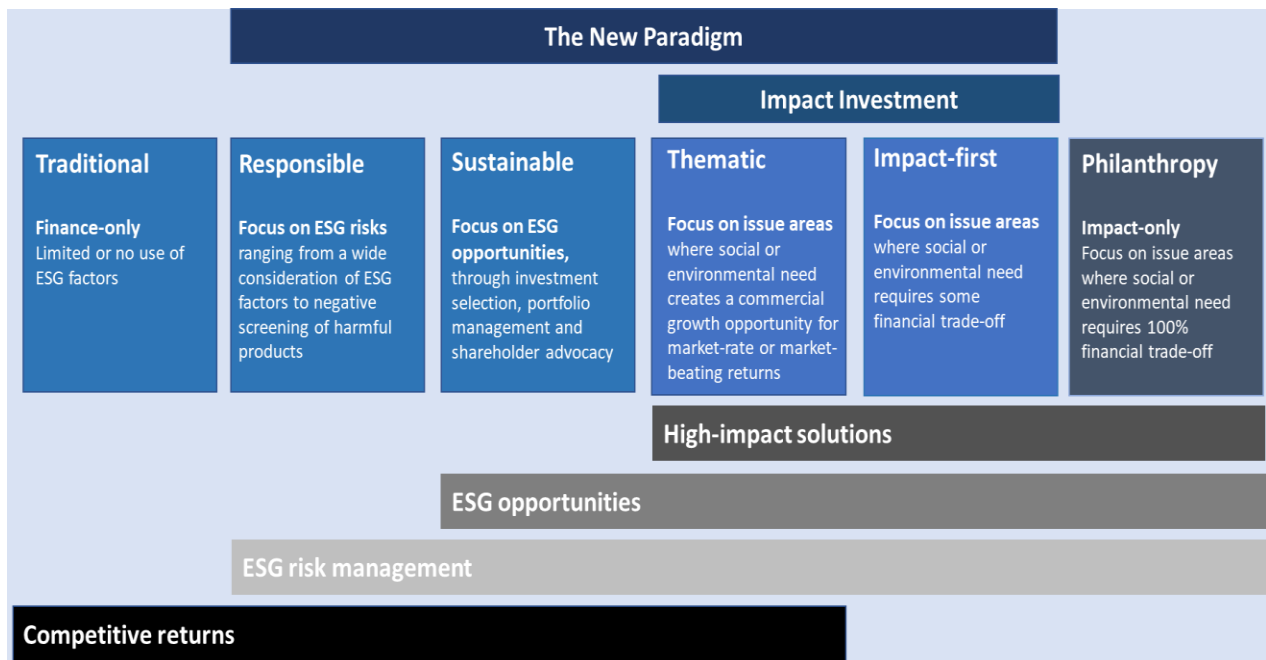 The New Paradigm
Impact Investment
Traditional
Finance-only
Limited or no use of
ESG factors
Responsible
Focus on ESG risks
ranging from a wide
consideration of ESG
factors to negative
screening of harmful
products
Sustainable
Focus on ESG
opportunities,
through investment
selection, portfolio
management and
shareholder advocacy
Thematic
Focus on issue areas
where social or
environmental need
creates a commercial
growth opportunity for
market-rate or market-
beating returns
Impact-first
Focus on issue areas
where social or
environmental need
requires some
financial trade-off
Philanthropy
Impact-only
Focus on issue areas
where social or
environmental need
requires 100%
financial trade-off
High-impact solutions
ESG opportunities
ESG risk management
Competitive returns